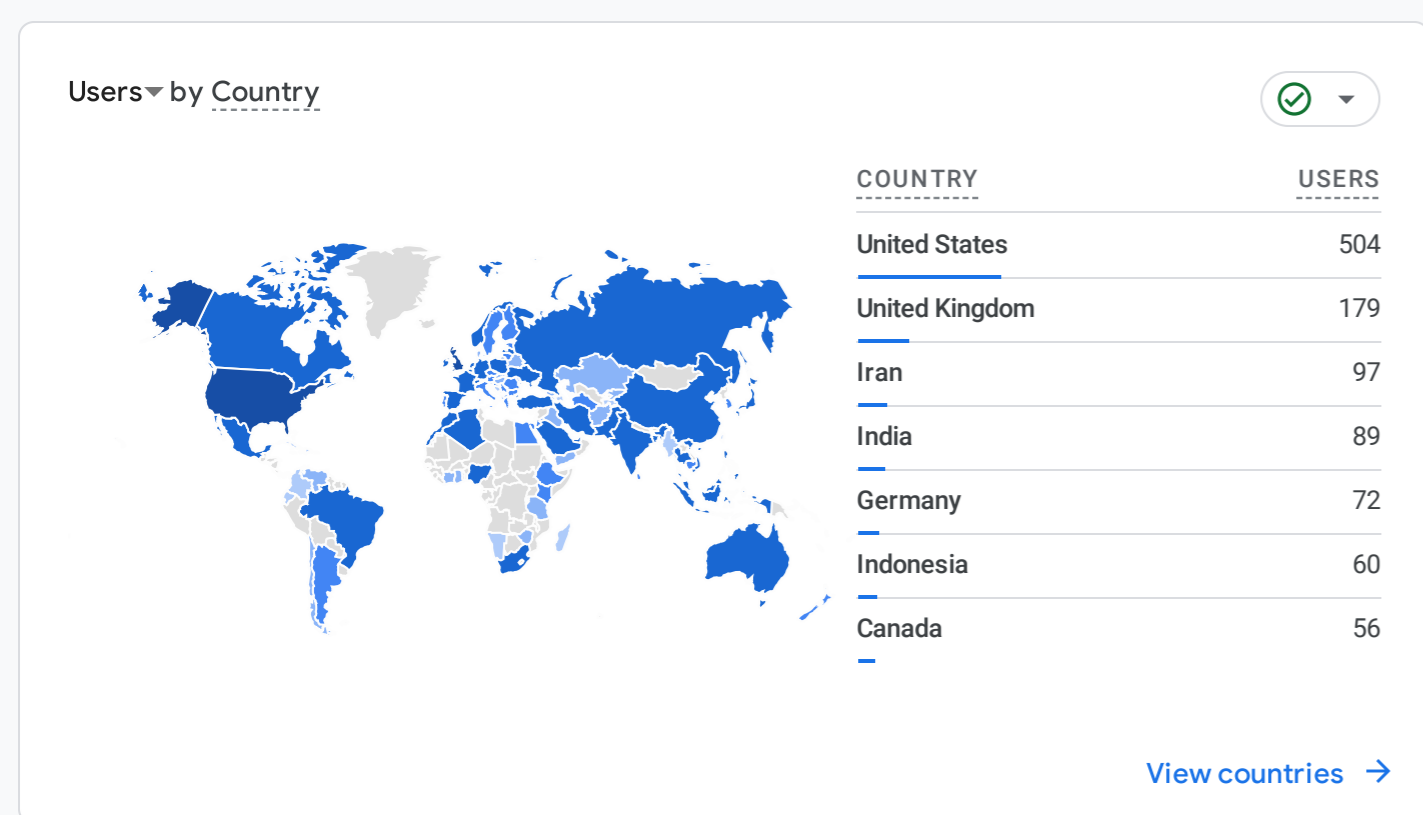 Users by Country
COUNTRY USERS
United States 504
United Kingdom 179
Iran 97
India 89
Germany 72
Indonesia 60
Canada 56
View countries